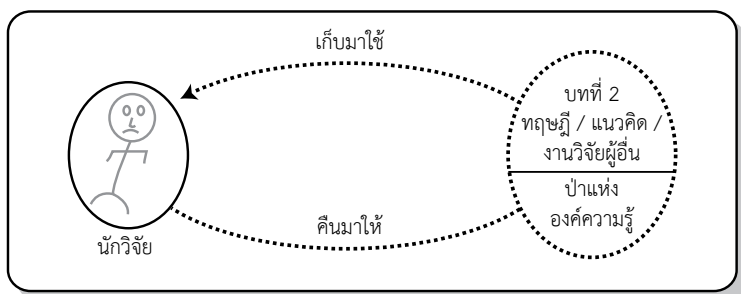 เก็บมาใช้
บทที่ 2
ทฤษฎี / แนวคิด /
งานวิจัยผู้อื่น
ป่าแห่ง
องค์ความรู้
คืนมาให้
นักวิจัย